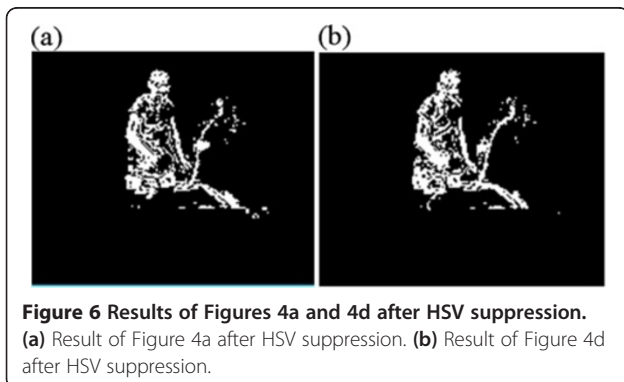 (a) (b)
Figure 6 Results of Figures 4a and 4d after HSV suppression.
(a) Result of Figure 4a after HSV suppression. (b) Result of Figure 4d
after HSV suppression.